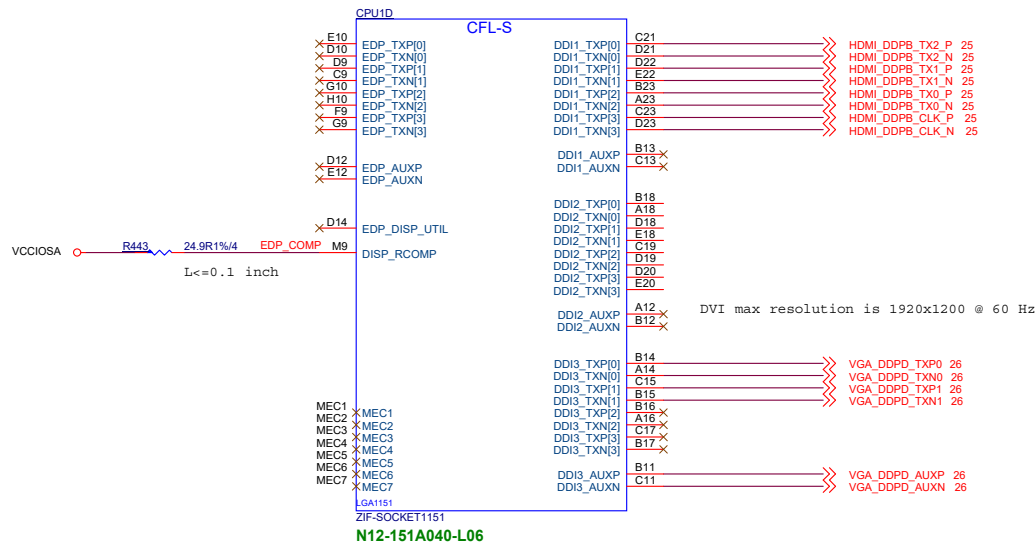 CPU1D
CFL-S
E10 EDP_TXP[0] DDI1_TXP[0] C21 HDMI_DDPB_TX2_P 25
D10 EDP_TXN[0] DDI1_TXN[0] D21 HDMI_DDPB_TX2_N 25
D9 EDP_TXP[1] DDI1_TXP[1] D22 HDMI_DDPB_TX1_P 25
C9 EDP_TXN[1] DDI1_TXN[1] E22 HDMI_DDPB_TX1_N 25
G10 EDP_TXP[2] DDI1_TXP[2] B23 HDMI_DDPB_TX0_P 25
H10 EDP_TXN[2] DDI1_TXN[2] A23 HDMI_DDPB_TX0_N 25
F9 EDP_TXP[3] DDI1_TXP[3] C23 HDMI_DDPB_CLK_P 25
G9 EDP_TXN[3] DDI1_TXN[3] D23 HDMI_DDPB_CLK_N 25
DDI1_AUXP B13
D12 EDP_AUXP DDI1_AUXN C13
E12 EDP_AUXN
DDI2_TXP[0] B18
DDI2_TXN[0] A18
D14 EDP_DISP_UTIL DDI2_TXP[1] D18
DDI2_TXN[1] E18
VCCIOSA R443 24.9R1%/4 EDP_COMP M9 DISP_RCOMP DDI2_TXP[2] C19
L<=0.1 inch DDI2_TXN[2] D19
DDI2_TXP[3] D20
DDI2_TXN[3] E20
DDI2_AUXP A12 DVI max resolution is 1920x1200 @ 60 Hz
DDI2_AUXN B12
DDI3_TXP[0] B14 VGA_DDPD_TXP0 26
DDI3_TXN[0] A14 VGA_DDPD_TXN0 26
DDI3_TXP[1] C15 VGA_DDPD_TXP1 26
DDI3_TXN[1] B15 VGA_DDPD_TXN1 26
MEC1 MEC1 DDI3_TXP[2] B16
MEC2 MEC2 DDI3_TXN[2] A16
MEC3 MEC3 DDI3_TXP[3] C17
MEC4 MEC4 DDI3_TXN[3] B17
MEC5 MEC5
MEC6 MEC6 DDI3_AUXP B11 VGA_DDPD_AUXP 26
MEC7 MEC7 DDI3_AUXN C11 VGA_DDPD_AUXN 26
LGA1151
ZIF-SOCKET1151
N12-151A040-L06